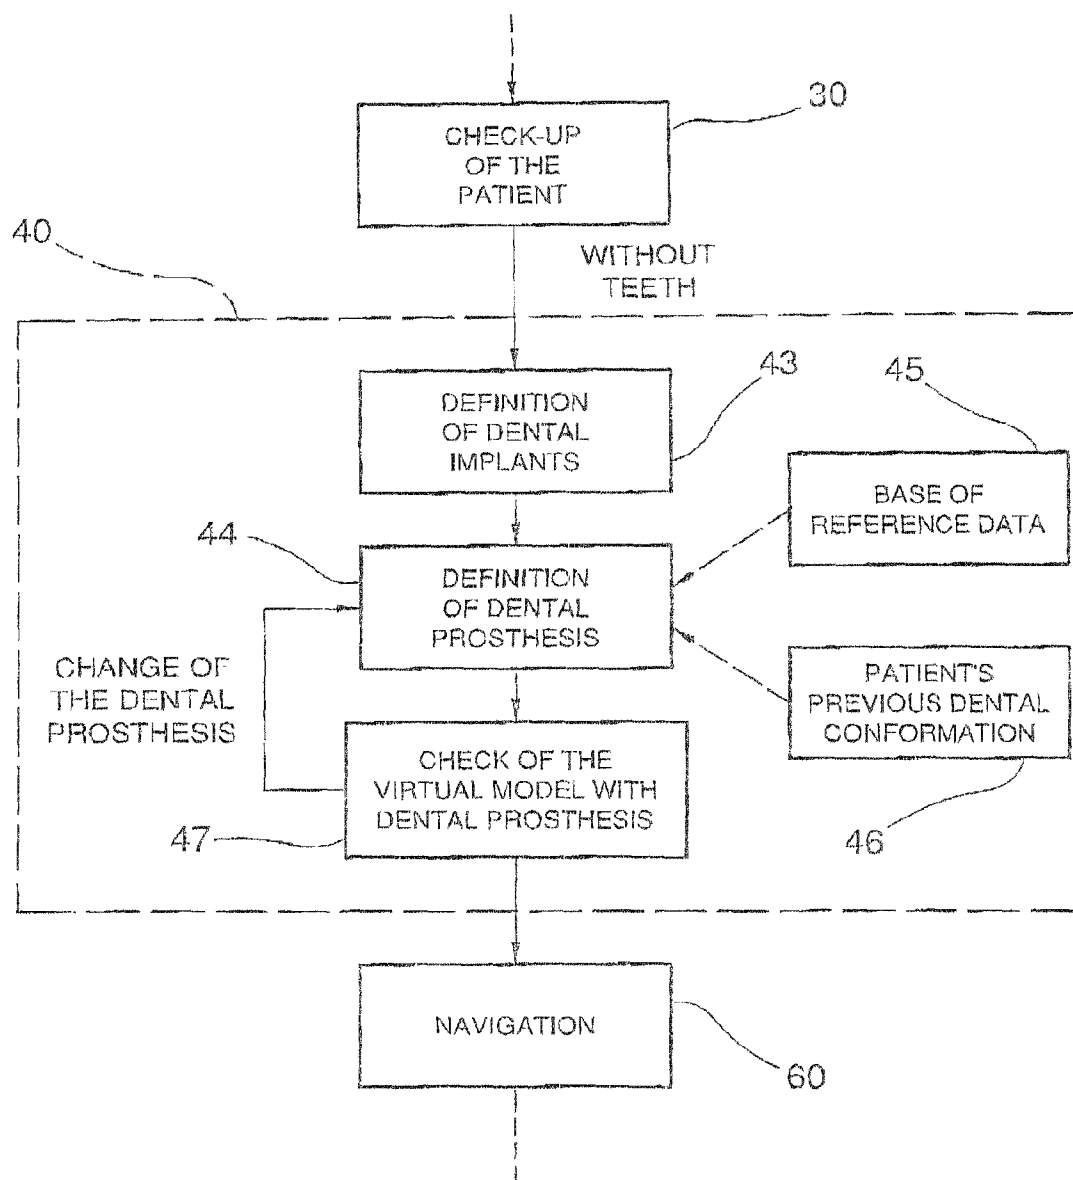 30
CHECK-UP
OF THE
PATIENT
40
WITHOUT
TEETH
43
DEFINITION
OF DENTAL
IMPLANTS
45
BASE OF
REFERENCE DATA
44
DEFINITION
OF DENTAL
PROSTHESIS
CHANGE OF
THE DENTAL
PROSTHESIS
PATIENT'S
PREVIOUS DENTAL
CONFORMATION
46
CHECK OF THE
VIRTUAL MODEL WITH
DENTAL PROSTHESIS
47
NAVIGATION
60